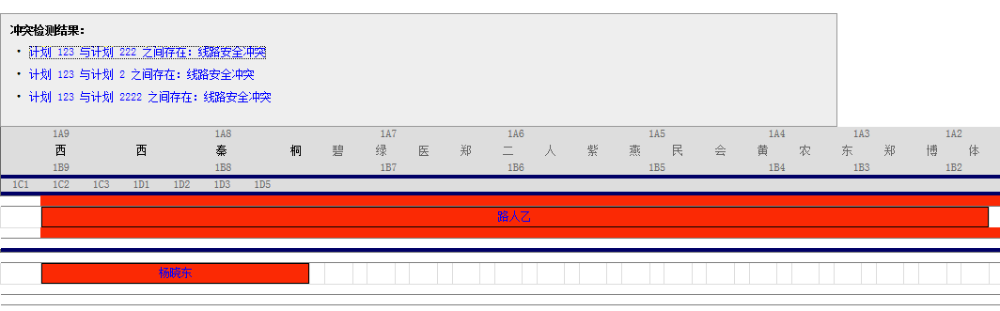 冲突检测结果：
• 计划 123 与计划 222 之间存在：线路安全冲突
• 计划 123 与计划 2 之间存在：线路安全冲突
• 计划 123 与计划 2222 之间存在：线路安全冲突
1A9 1A8 1A7 1A6 1A5 1A4 1A3 1A2
西 西 秦 桐 碧 绿 医 郑 二 人 紫 燕 民 会 黄 农 东 郑 博 体
1B9 1B8 1B7 1B6 1B5 1B4 1B3 1B2
1C1 1C2 1C3 1D1 1D2 1D3 1D5
路人乙
杨晓东